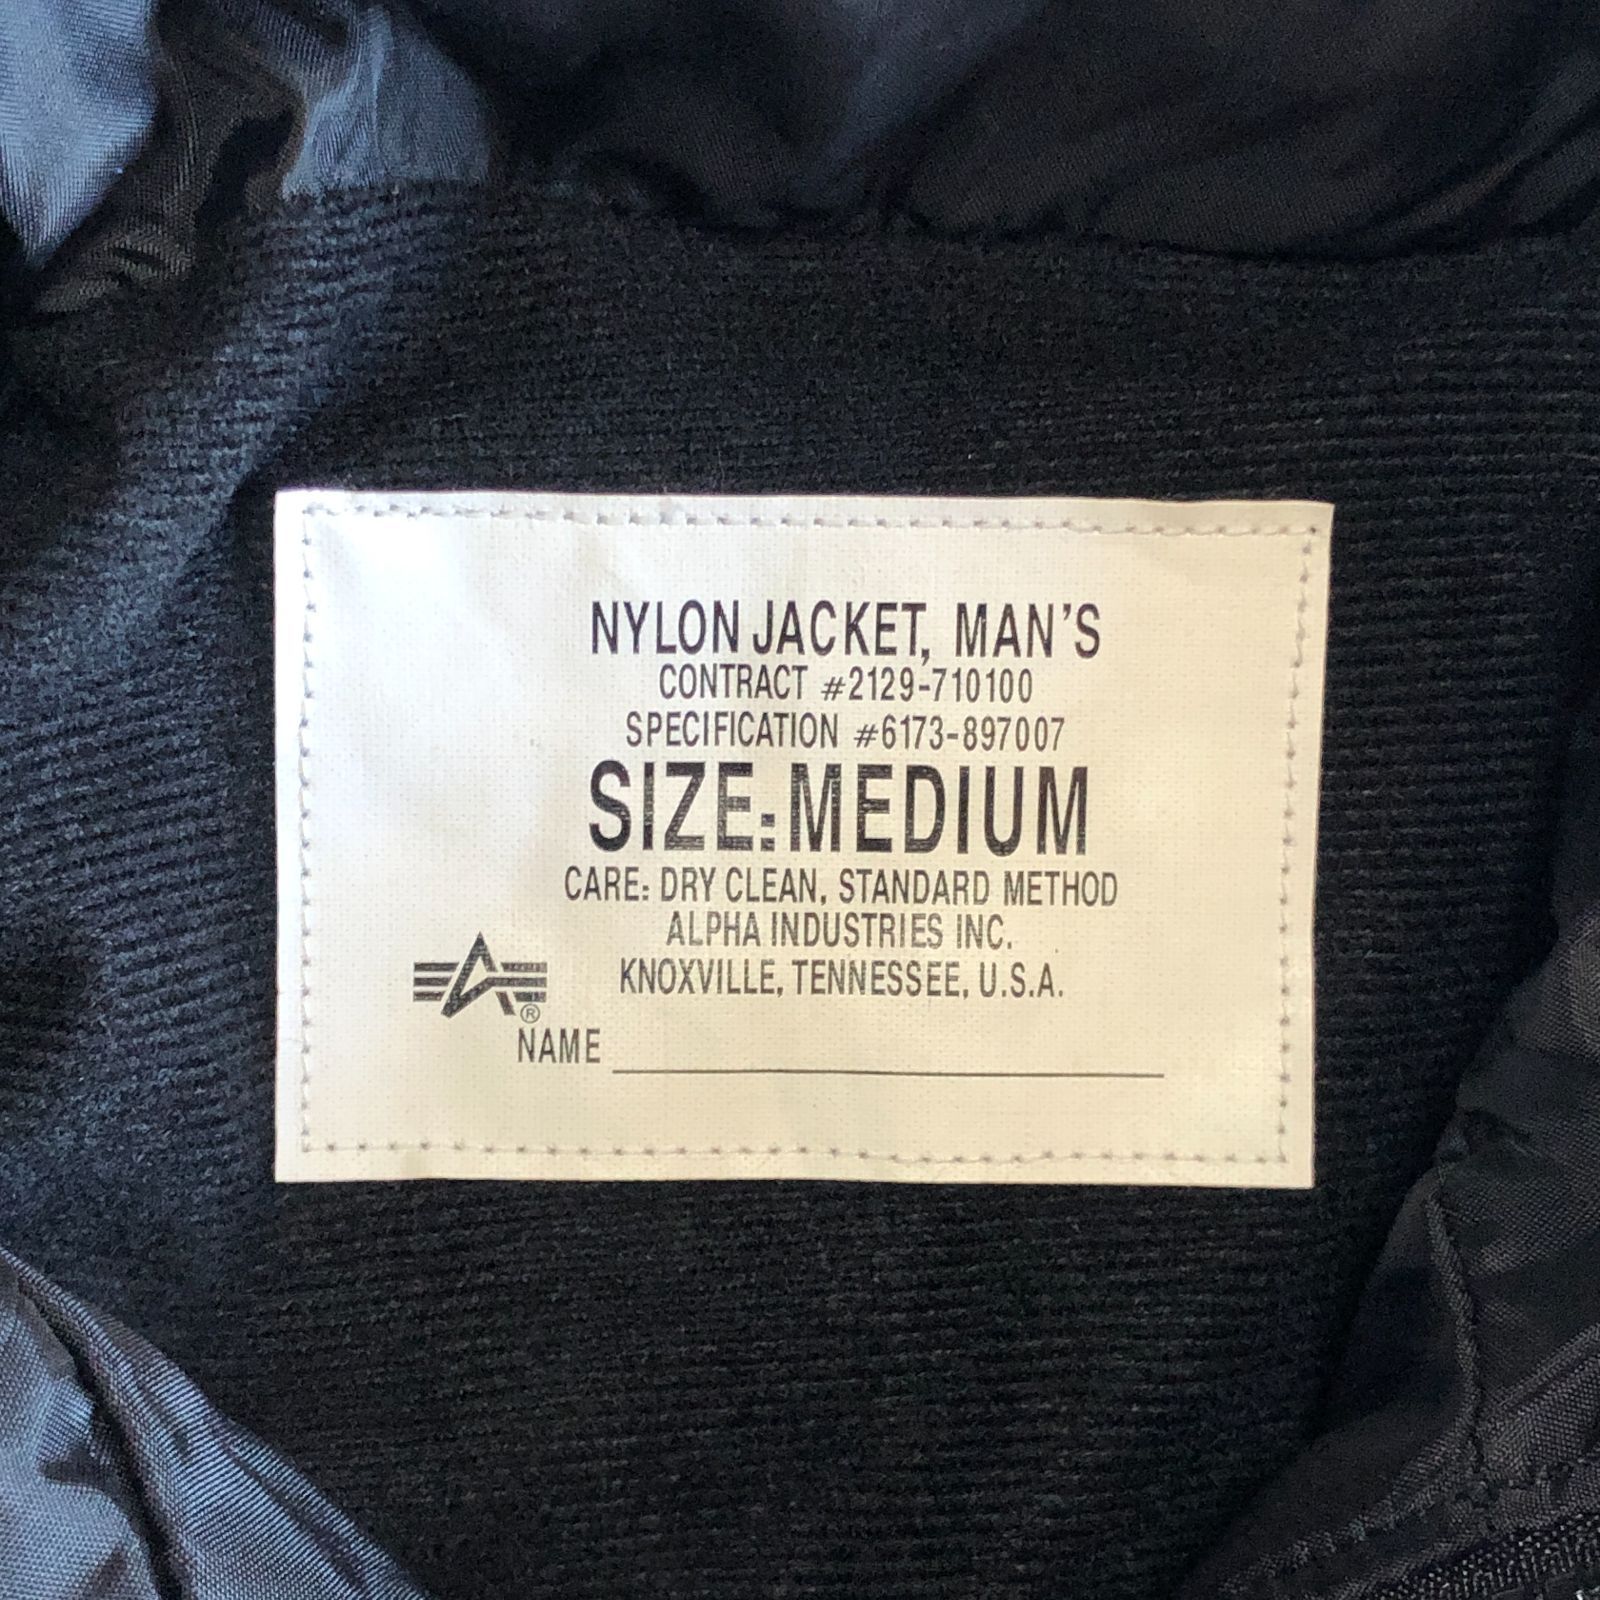 NYLON JACKET, MAN'S
CONTRACT #2129-710100
SPECIFICATION #6173-897007
SIZE: MEDIUM
CARE: DRY CLEAN, STANDARD METHOD
ALPHA INDUSTRIES INC.
KNOXVILLE, TENNESSEE, U.S.A.
®
NAME